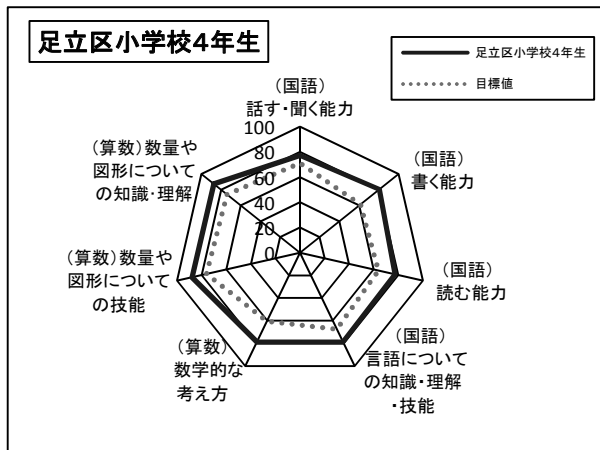 足立区小学校4年生
足立区小学校4年生
目標値
（国語）
話す・聞く能力
（国語）
書く能力
（国語）
読む能力
（国語）
言語について
の知識・理解
・技能
（算数）
数学的な
考え方
（算数）数量や
図形について
の技能
（算数）数量や
図形について
の知識・理解
100
80
60
40
20
0